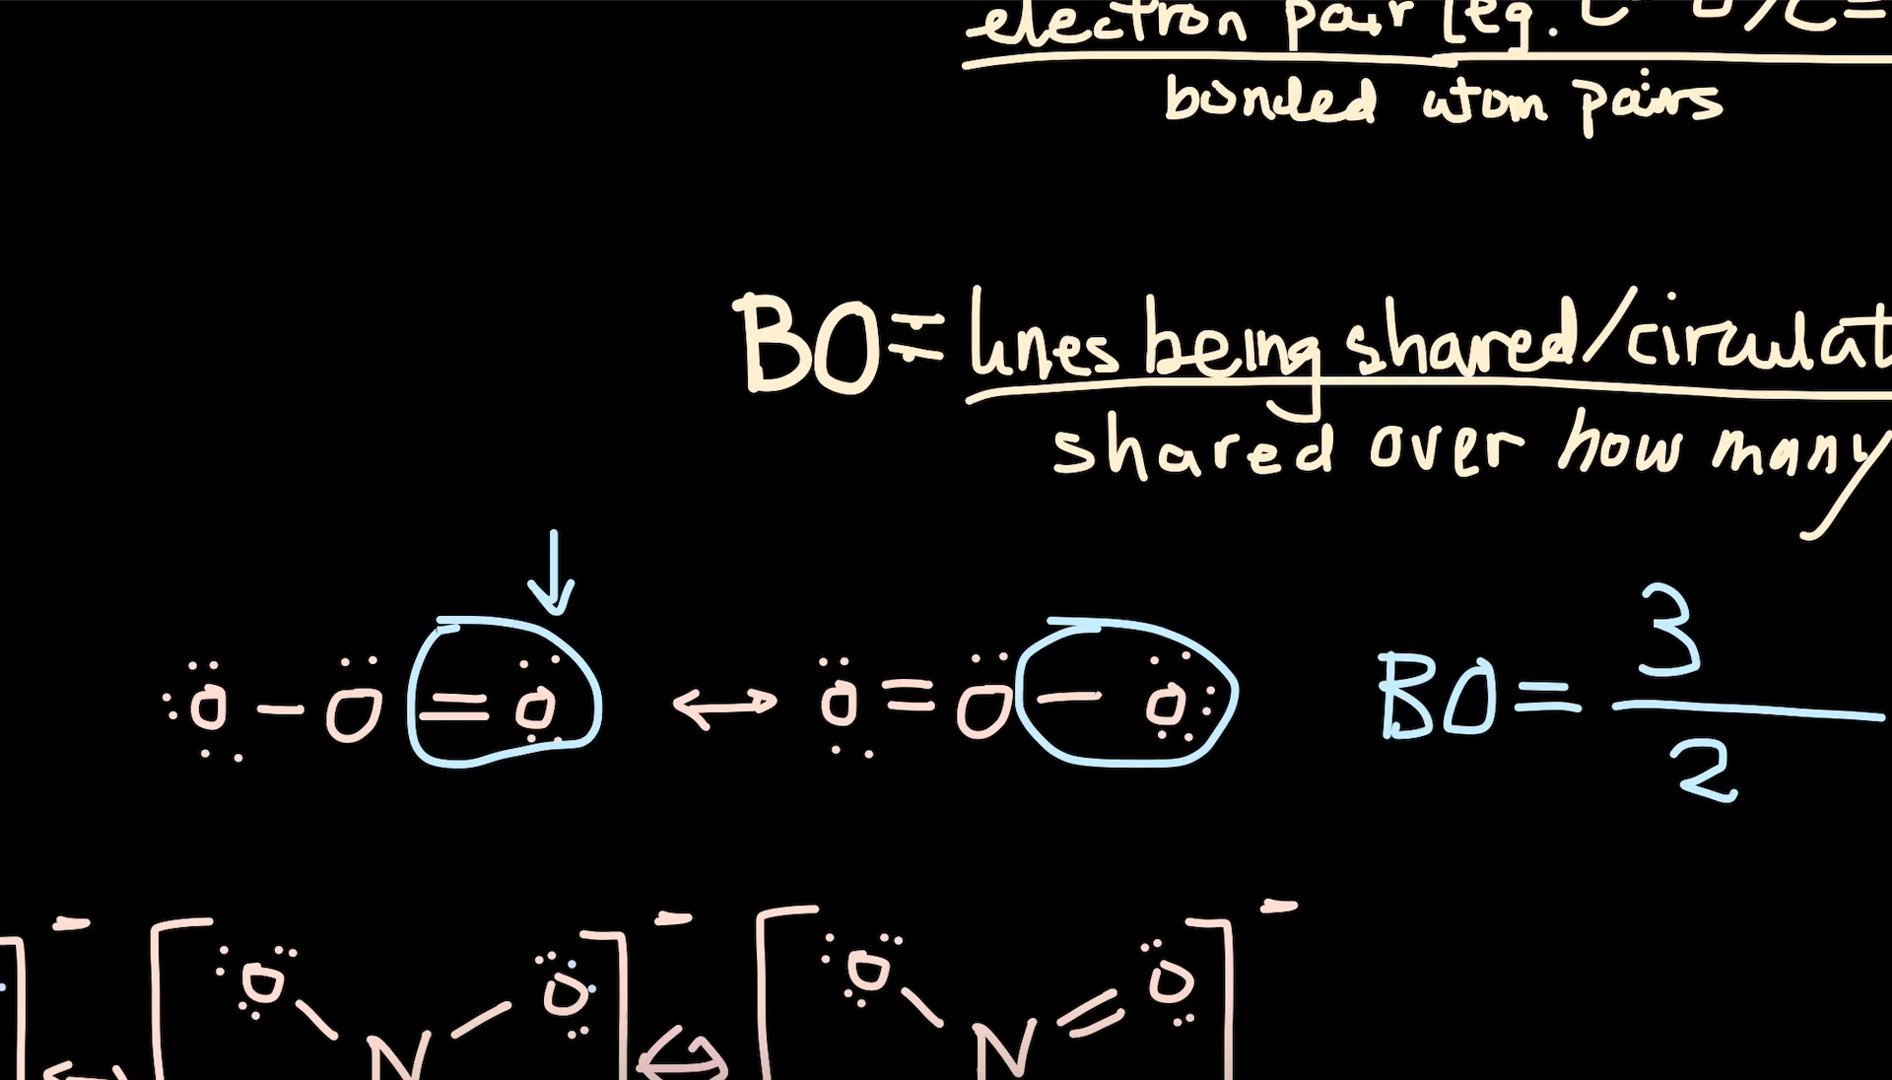 electron pair [eg.
bonded atom pairs
BO = lines being shared/circulat
shared over how many
O - O = O ↔ O = O - O BO = 3
2
- [ O O ] - [ O O ] -
N ↔ N